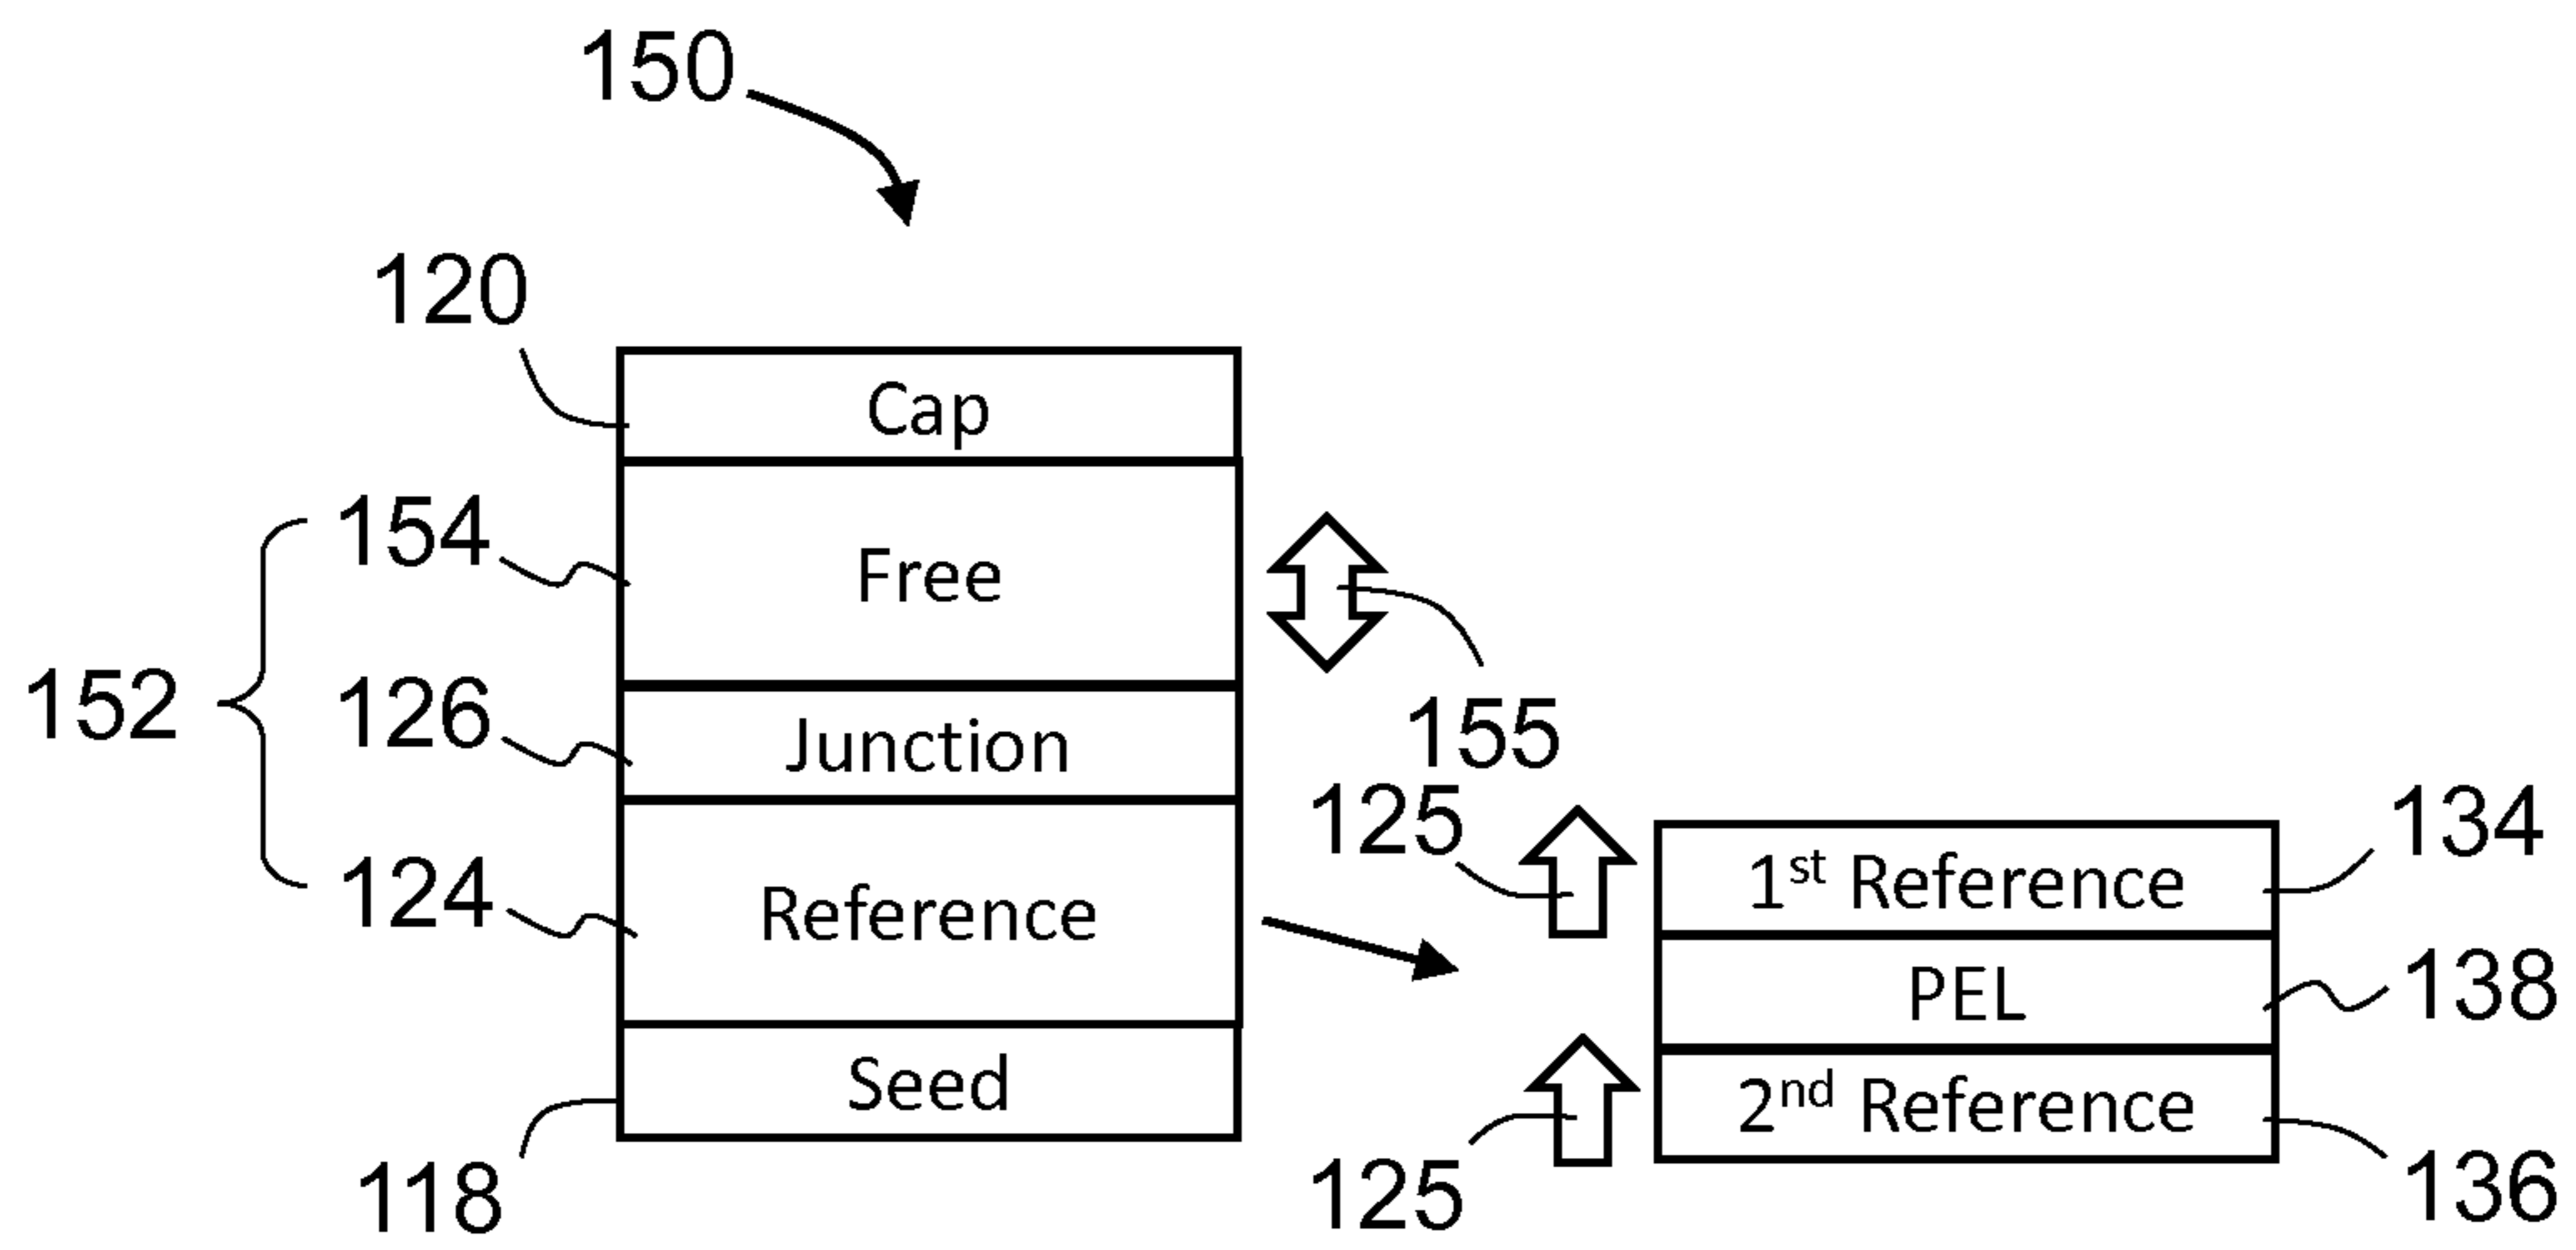 150
120
Cap
154
Free
152
126
Junction
155
125
134
1st Reference
124
Reference
138
PEL
Seed
2nd Reference
118
125
136